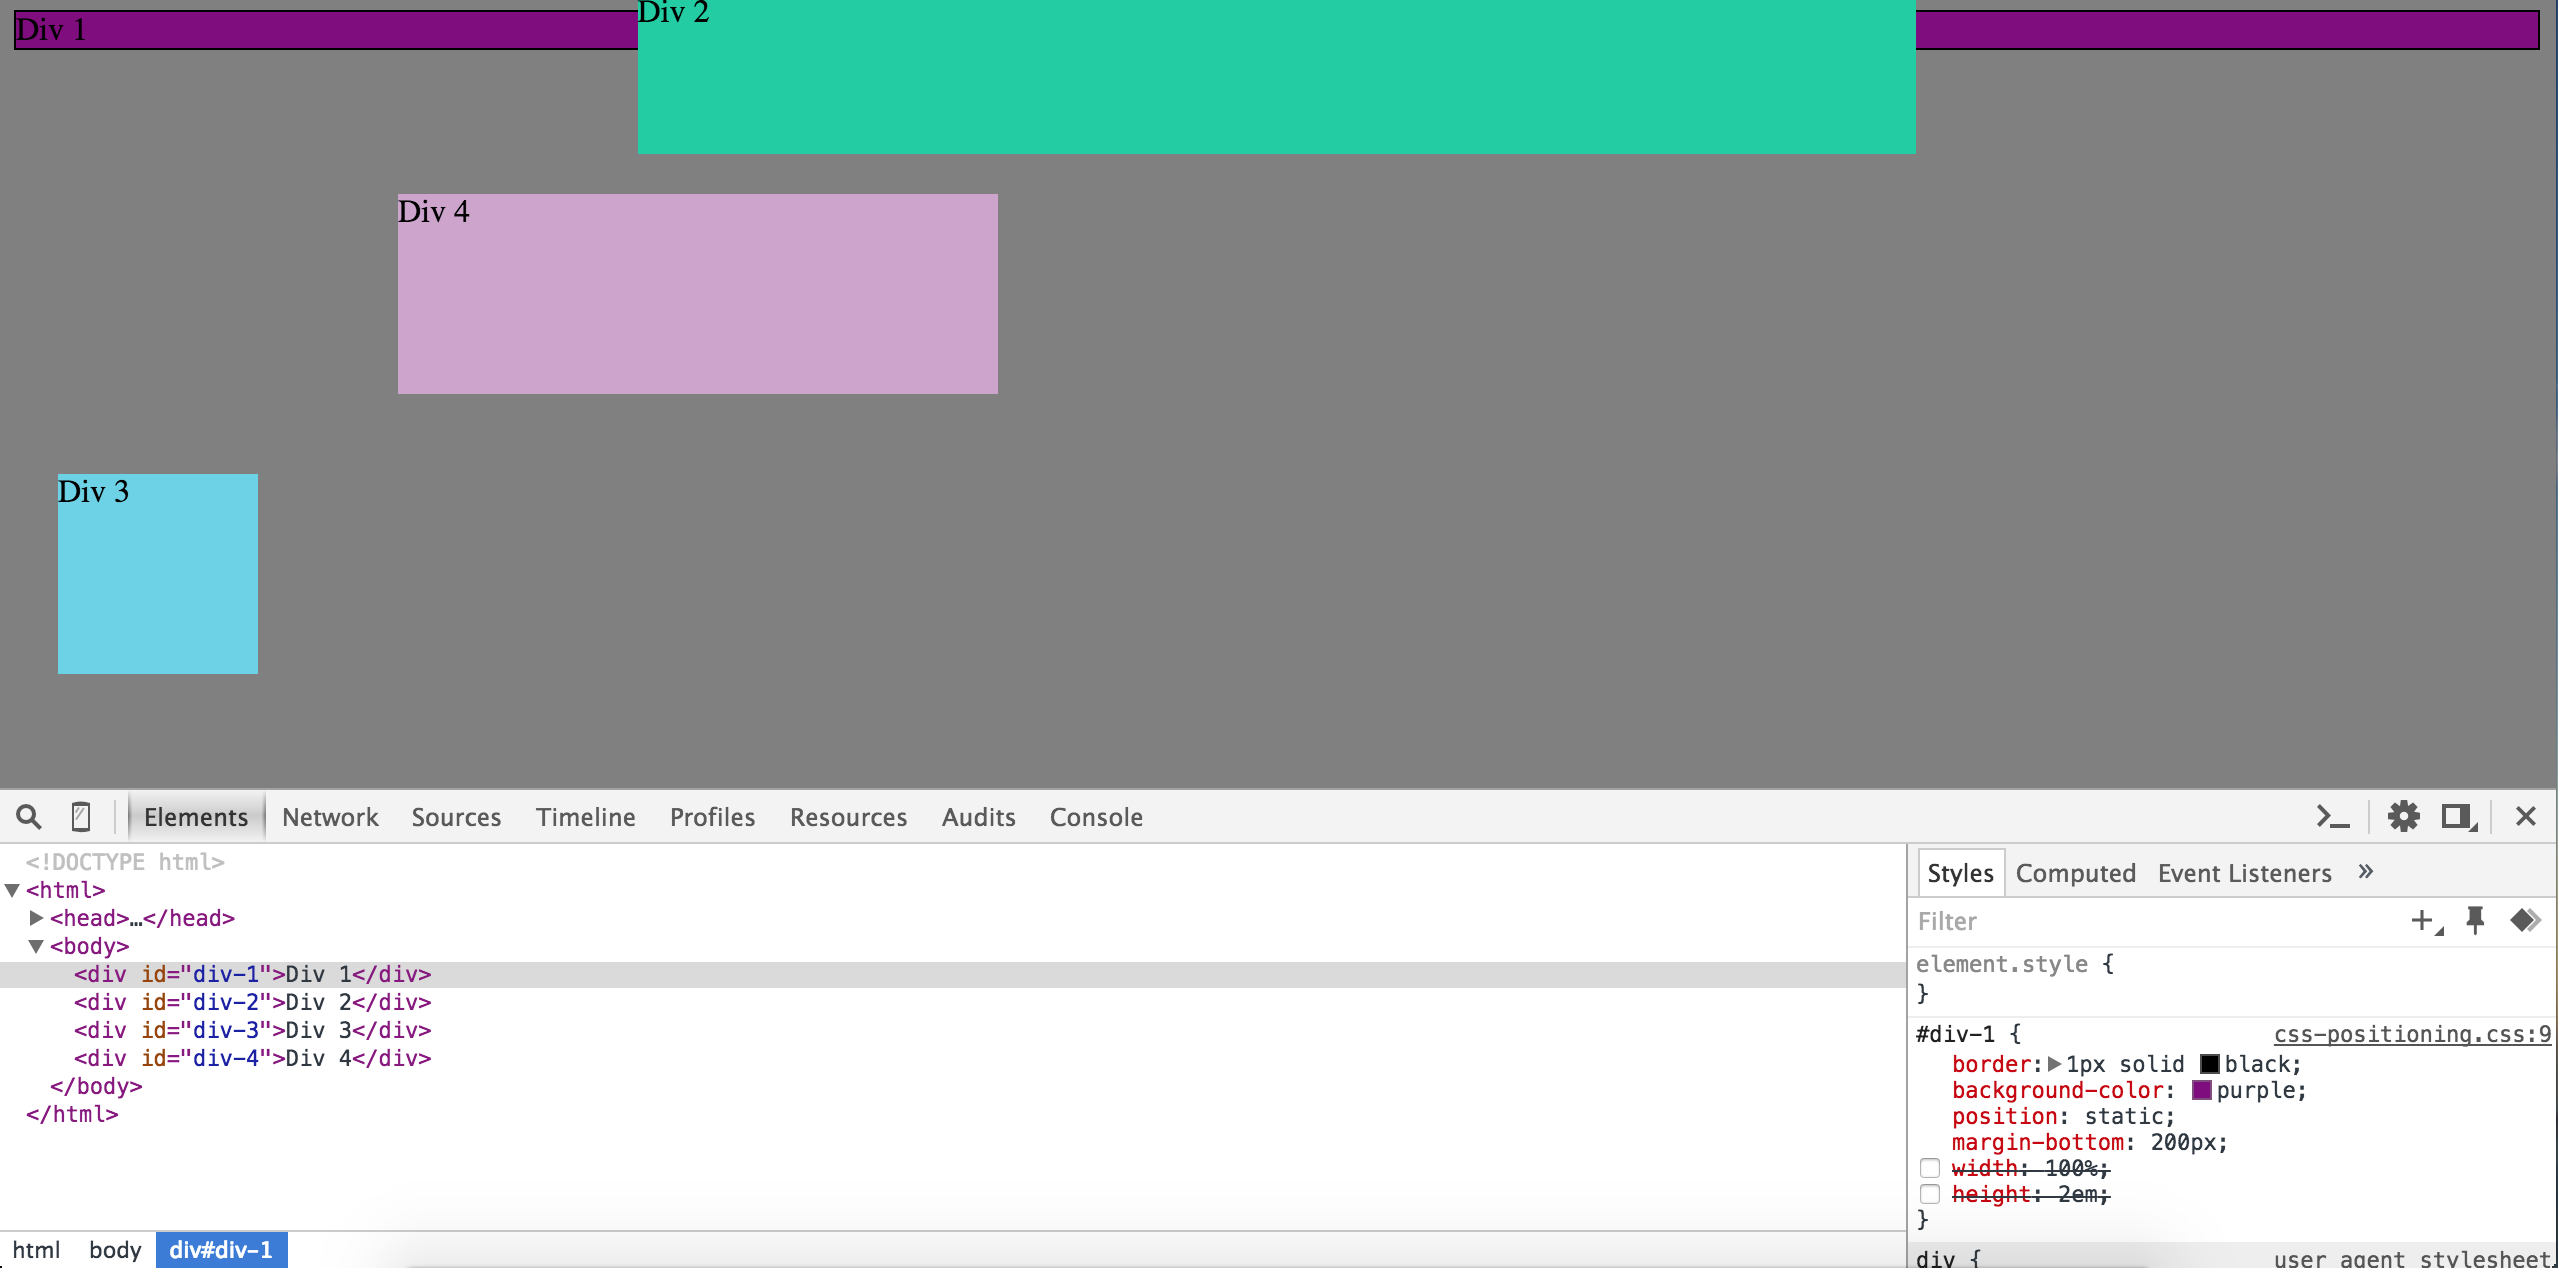 Div 1
Div 2
Div 4
Div 3
Elements Network Sources Timeline Profiles Resources Audits Console
<!DOCTYPE html>
<html>
<head>…</head>
<body>
<div id="div-1">Div 1</div>
<div id="div-2">Div 2</div>
<div id="div-3">Div 3</div>
<div id="div-4">Div 4</div>
</body>
</html>
html body div#div-1
Styles Computed Event Listeners »
Filter
element.style {
}
#div-1 { css-positioning.css:9
border: 1px solid black;
background-color: purple;
position: static;
margin-bottom: 200px;
width: 100%;
height: 2em;
}
div { user agent stylesheet